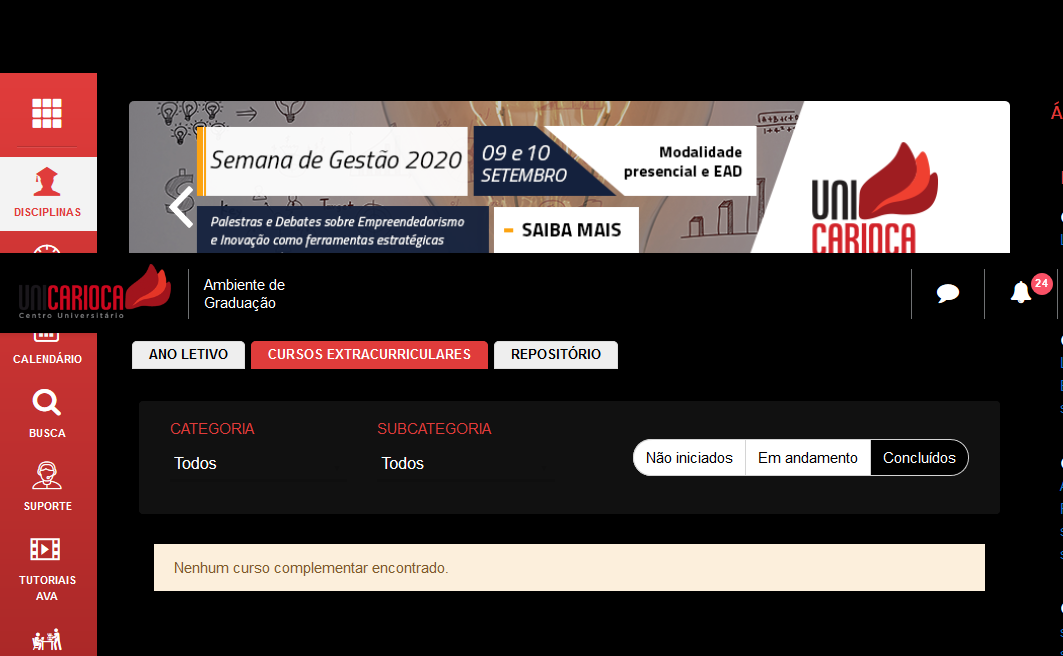 DISCIPLINAS
Semana de Gestão 2020
09 e 10
SETEMBRO
Modalidade
presencial e EAD
Palestras e Debates sobre Empreendedorismo
e Inovação como ferramentas estratégicas
SAIBA MAIS
UNI
CARIOCA
UNICARIOCA
Centro Universitário
Ambiente de
Graduação
24
CALENDÁRIO
BUSCA
SUPORTE
TUTORIAIS
AVA
ANO LETIVO
CURSOS EXTRACURRICULARES
REPOSITÓRIO
CATEGORIA
Todos
SUBCATEGORIA
Todos
Não iniciados
Em andamento
Concluídos
Nenhum curso complementar encontrado.